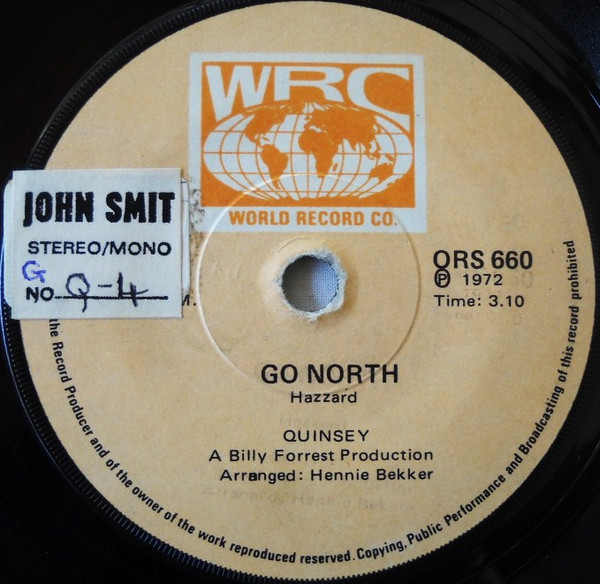 WRC
WORLD RECORD CO.
JOHN SMIT
STEREO/MONO
G
NO. Q-4
M.
ORS 660
Ⓟ 1972
Time: 3.10
GO NORTH
Hazzard
QUINSEY
A Billy Forrest Production
Arranged: Hennie Bekker
the Record Producer and of the owner of the work reproduced reserved. Copying, Public Performance and Broadcasting of this record prohibited